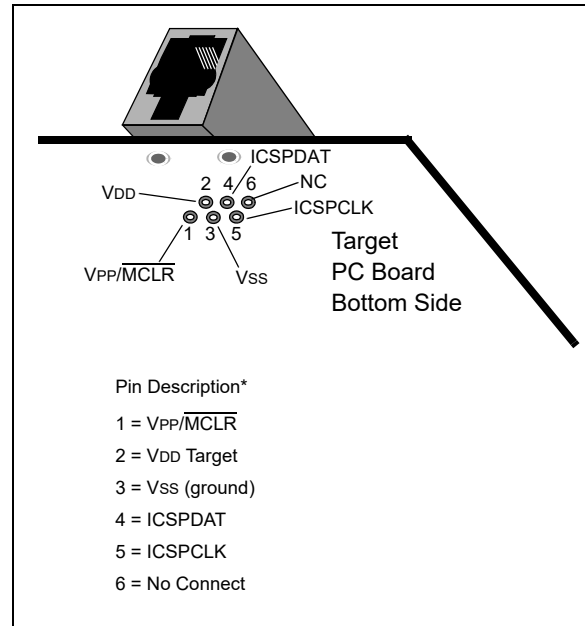 ICSPDAT
VDD
2 4 6
NC
ICSPCLK
1 3 5
VPP/MCLR
VSS
Target
PC Board
Bottom Side
Pin Description*
1 = VPP/MCLR
2 = VDD Target
3 = VSS (ground)
4 = ICSPDAT
5 = ICSPCLK
6 = No Connect